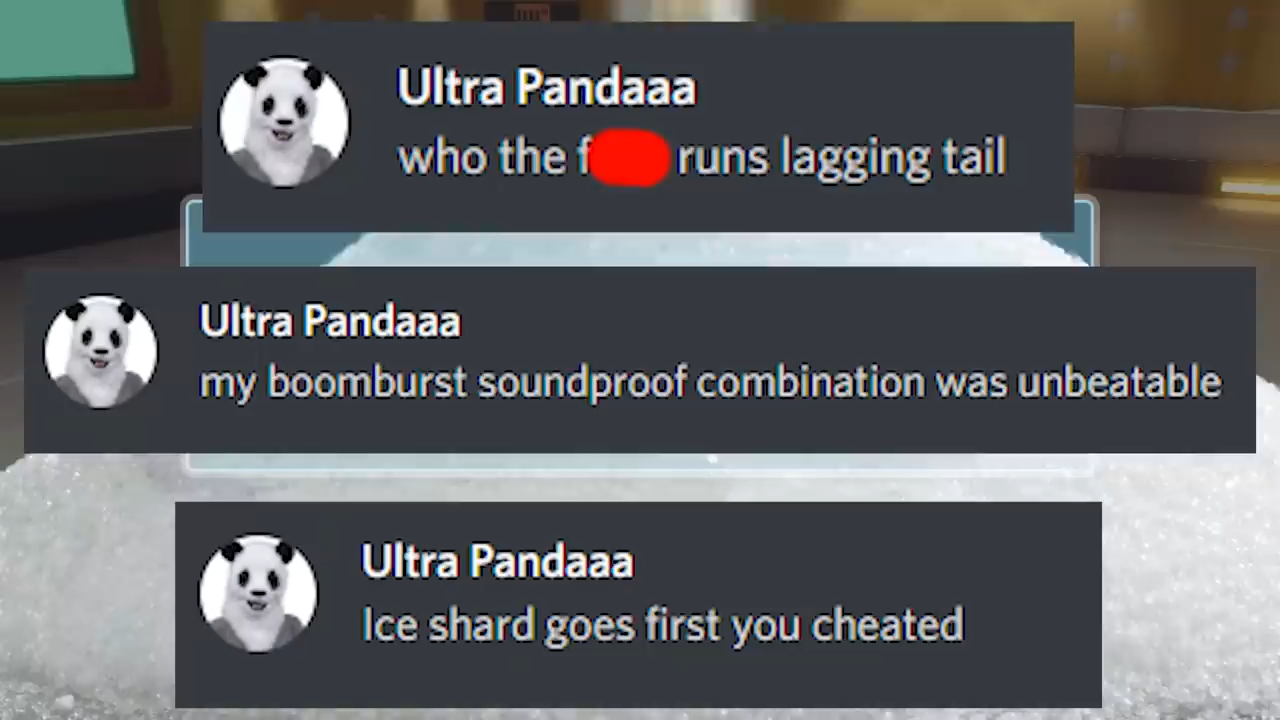 Ultra Pandaaa
who the f runs lagging tail
Ultra Pandaaa
my boomburst soundproof combination was unbeatable
Ultra Pandaaa
Ice shard goes first you cheated